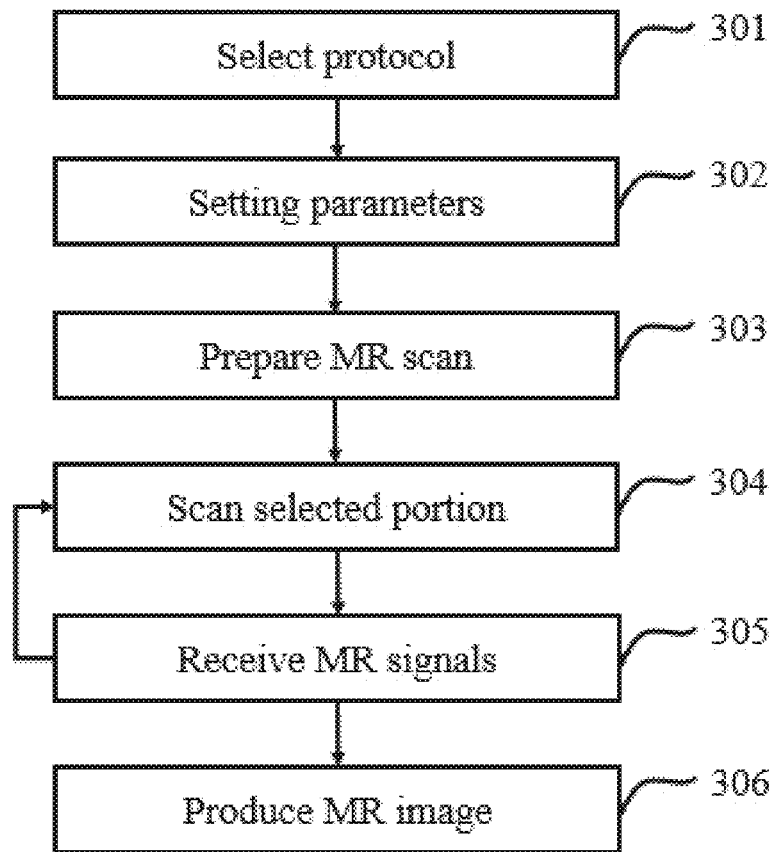 Select protocol 301
Setting parameters 302
Prepare MR scan 303
Scan selected portion 304
Receive MR signals 305
Produce MR image 306